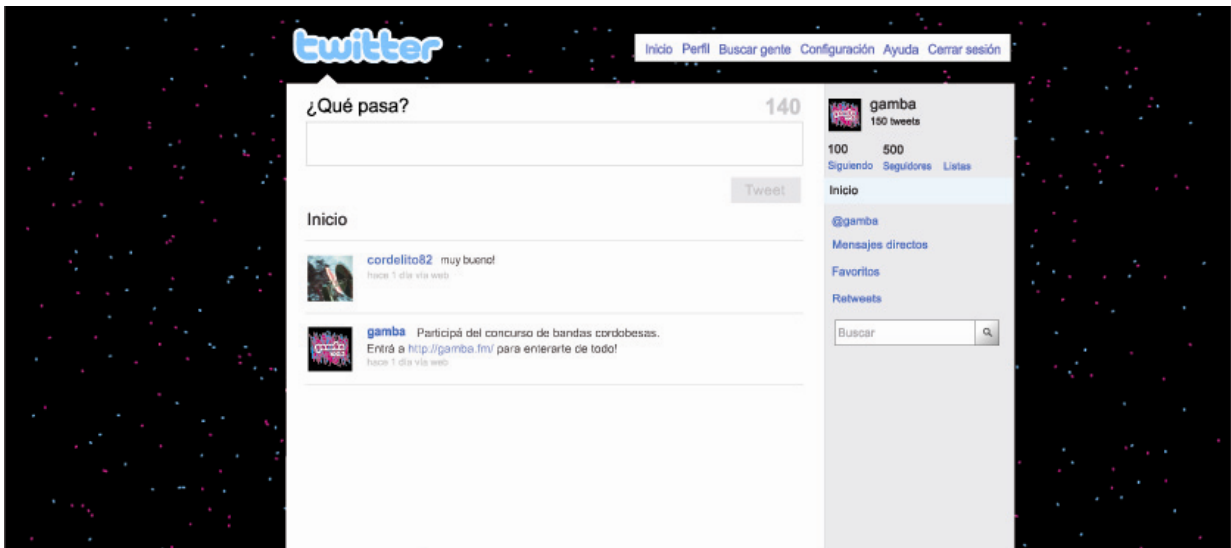 twitter
Inicio Perfil Buscar gente Configuración Ayuda Cerrar sesión
¿Qué pasa? 140
Tweet
Inicio
cordelito82 muy bueno!
hace 1 día vía web
gamba Participá del concurso de bandas cordobesas.
Entrá a http://gamba.fm/ para enterarte de todo!
hace 1 día vía web
gamba
150 tweets
100 500
Siguiendo Seguidores Listas
Inicio
@gamba
Mensajes directos
Favoritos
Retweets
Buscar